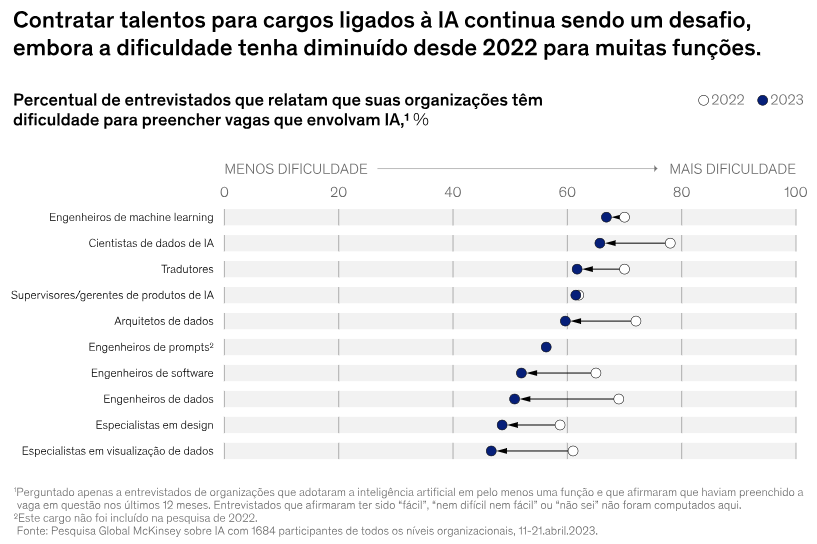 Contratar talentos para cargos ligados à IA continua sendo um desafio,
embora a dificuldade tenha diminuído desde 2022 para muitas funções.
Percentual de entrevistados que relatam que suas organizações têm
dificuldade para preencher vagas que envolvam IA,¹ %
2022 2023
MENOS DIFICULDADE MAIS DIFICULDADE
0 20 40 60 80 100
Engenheiros de machine learning
Cientistas de dados de IA
Tradutores
Supervisores/gerentes de produtos de IA
Arquitetos de dados
Engenheiros de prompts²
Engenheiros de software
Engenheiros de dados
Especialistas em design
Especialistas em visualização de dados
¹Perguntado apenas a entrevistados de organizações que adotaram a inteligência artificial em pelo menos uma função e que afirmaram que haviam preenchido a
vaga em questão nos últimos 12 meses. Entrevistados que afirmaram ter sido “fácil”, “nem difícil nem fácil” ou “não sei” não foram computados aqui.
²Este cargo não foi incluído na pesquisa de 2022.
Fonte: Pesquisa Global McKinsey sobre IA com 1684 participantes de todos os níveis organizacionais, 11-21.abril.2023.